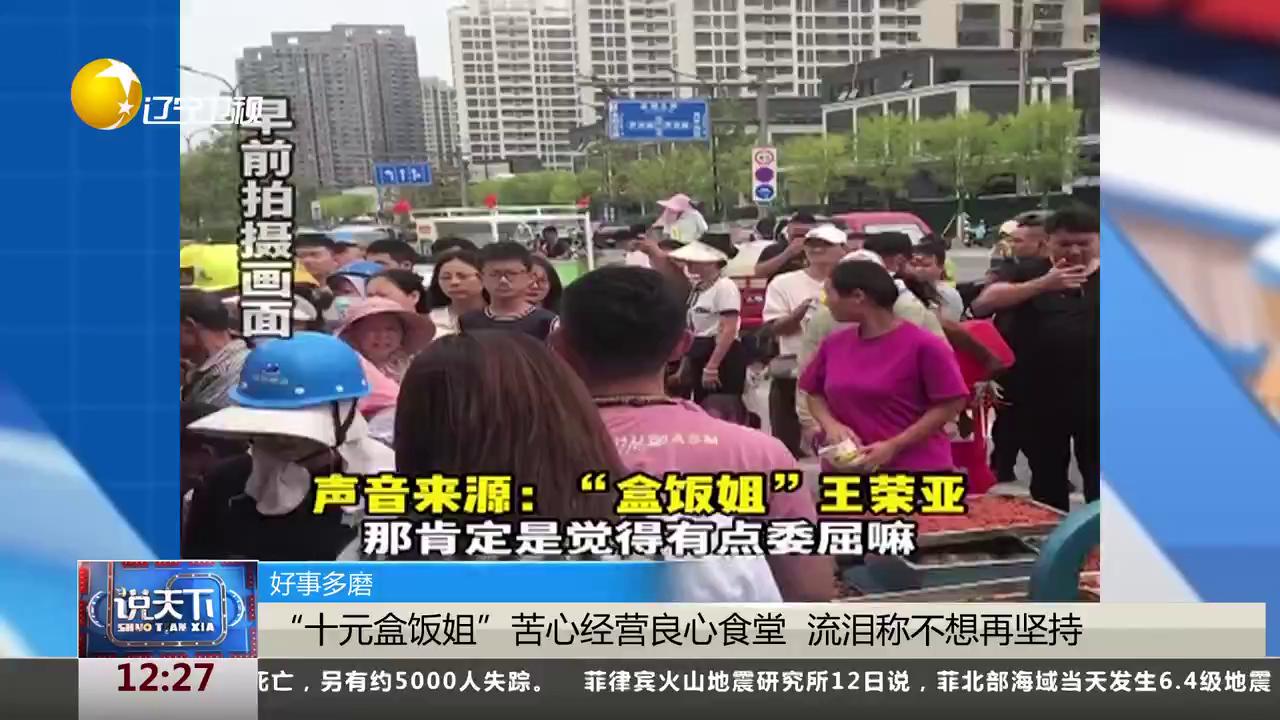 辽宁卫视
早前拍摄画面
声音来源：“盒饭姐”王荣亚
那肯定是觉得有点委屈嘛
好事多磨
说天下
SHUO TIAN XIA
“十元盒饭姐”苦心经营良心食堂 流泪称不想再坚持
12:27
死亡，另有约5000人失踪。 菲律宾火山地震研究所12日说，菲北部海域当天发生6.4级地震